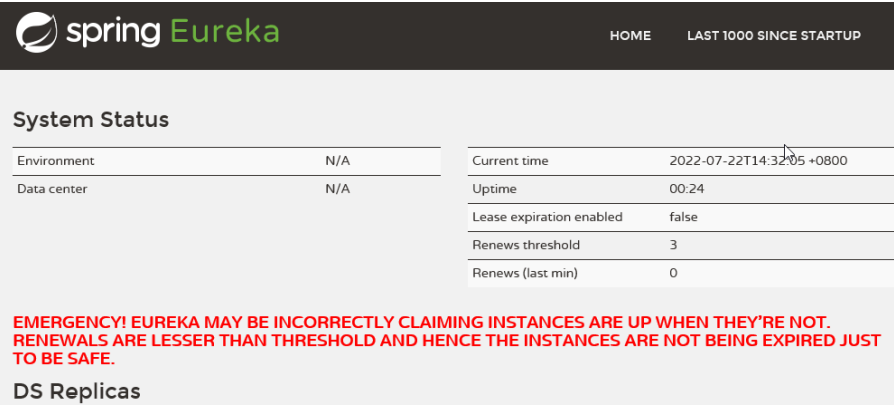 spring Eureka
HOME LAST 1000 SINCE STARTUP
System Status
Environment N/A
Data center N/A
Current time 2022-07-22T14:32:05 +0800
Uptime 00:24
Lease expiration enabled false
Renews threshold 3
Renews (last min) 0
EMERGENCY! EUREKA MAY BE INCORRECTLY CLAIMING INSTANCES ARE UP WHEN THEY'RE NOT.
RENEWALS ARE LESSER THAN THRESHOLD AND HENCE THE INSTANCES ARE NOT BEING EXPIRED JUST
TO BE SAFE.
DS Replicas